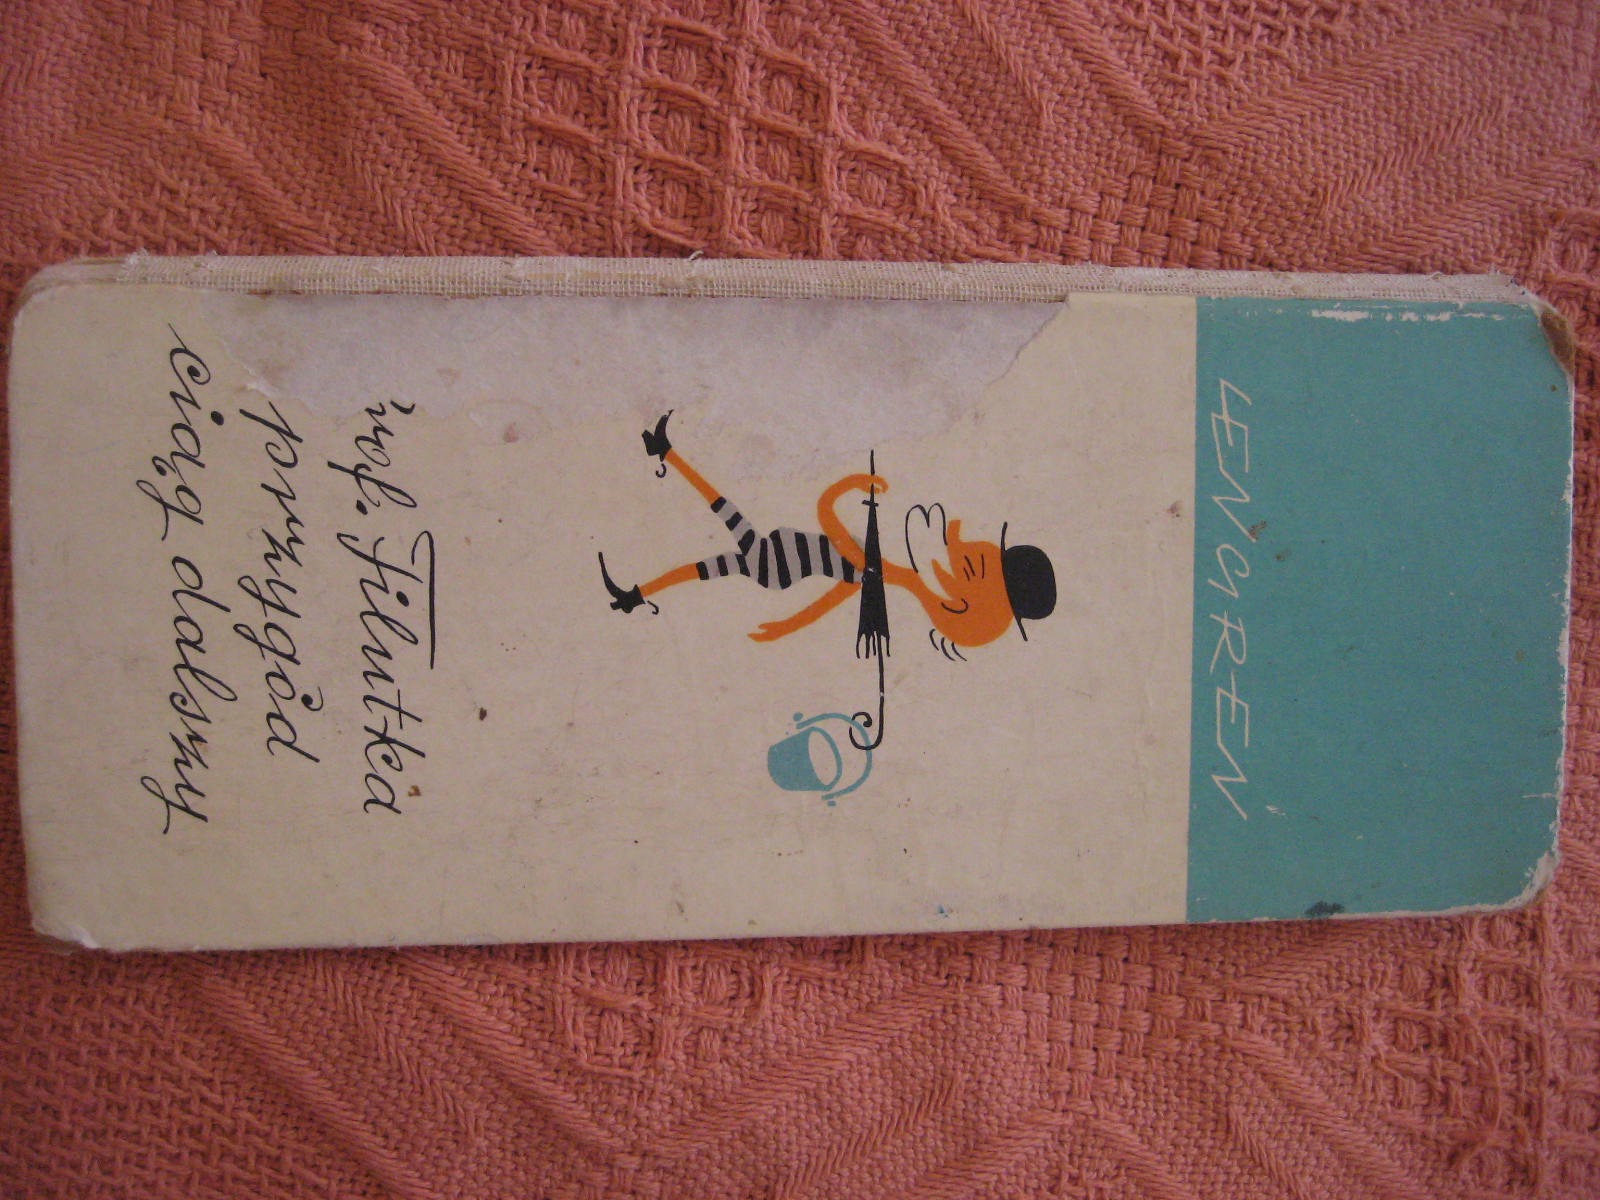 LENGREN
prof. Filutka
przygód
ciąg dalszy